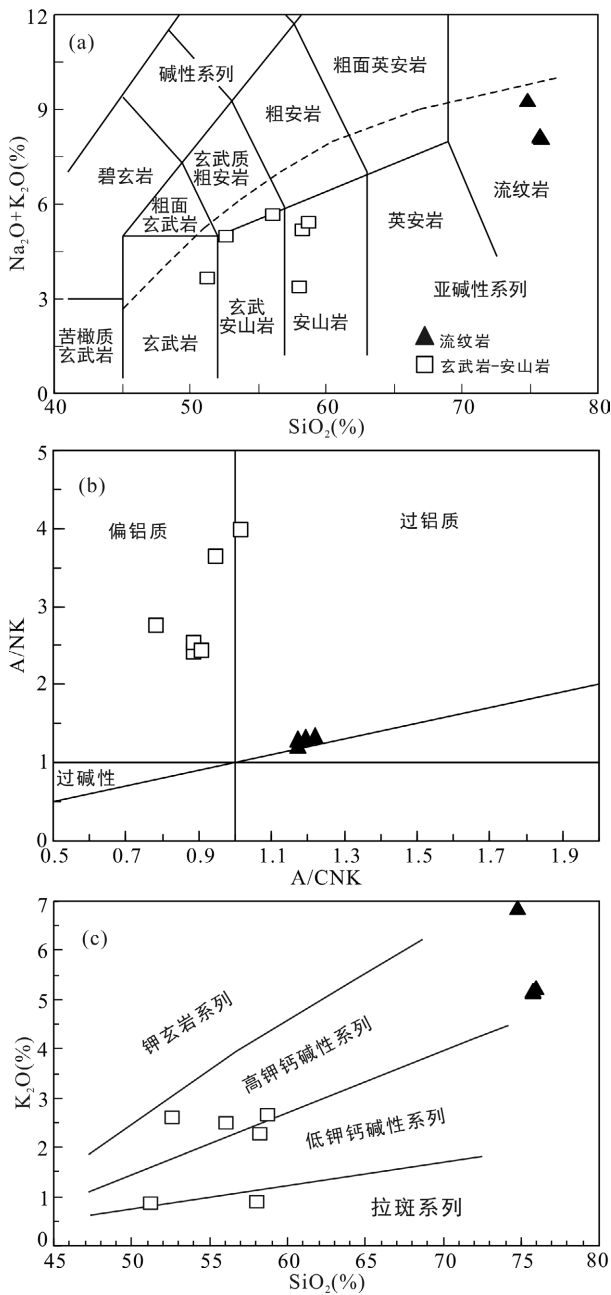 (a)
12
9
6
3
0
Na₂O+K₂O(%)
碱性系列
粗面英安岩
粗安岩
碧玄岩
玄武质
粗安岩
粗面
玄武岩
流纹岩
英安岩
亚碱性系列
苦橄质
玄武岩
玄武岩
玄武
安山岩
安山岩
流纹岩
玄武岩-安山岩
40 50 60 70 80
SiO₂(%)
(b)
5
4
3
2
1
0
A/NK
偏铝质
过铝质
过碱性
0.5 0.7 0.9 1.1 1.3 1.5 1.7 1.9
A/CNK
(c)
7
6
5
4
3
2
1
0
K₂O(%)
钾玄岩系列
高钾钙碱性系列
低钾钙碱性系列
拉斑系列
45 50 55 60 65 70 75 80
SiO₂(%)